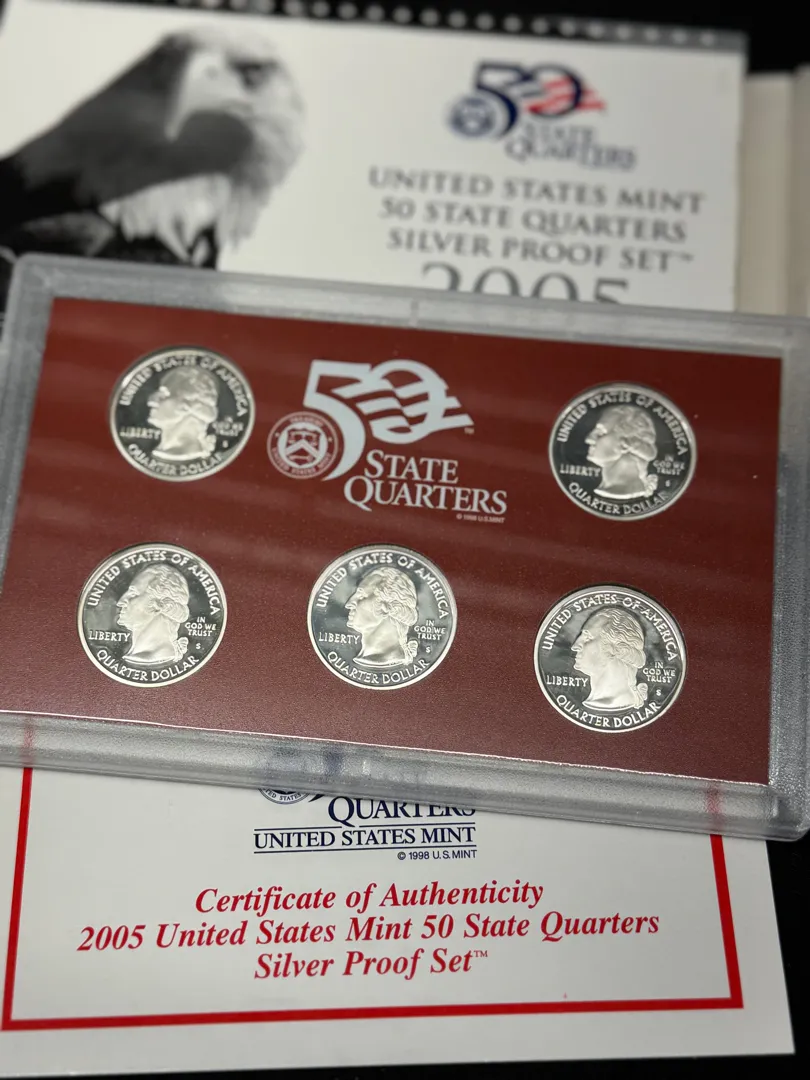 50
STATE
QUARTERS
UNITED STATES MINT
50 STATE QUARTERS
SILVER PROOF SET™
2005
UNITED STATES OF AMERICA
LIBERTY
IN
GOD WE
TRUST
S
QUARTER DOLLAR
50
STATE
QUARTERS
© 1998 U.S. MINT
UNITED STATES OF AMERICA
LIBERTY
IN
GOD WE
TRUST
S
QUARTER DOLLAR
UNITED STATES OF AMERICA
LIBERTY
IN
GOD WE
TRUST
S
QUARTER DOLLAR
UNITED STATES OF AMERICA
LIBERTY
IN
GOD WE
TRUST
S
QUARTER DOLLAR
UNITED STATES OF AMERICA
LIBERTY
IN
GOD WE
TRUST
S
QUARTER DOLLAR
QUARTERS
UNITED STATES MINT
© 1998 U.S. MINT
Certificate of Authenticity
2005 United States Mint 50 State Quarters
Silver Proof Set™